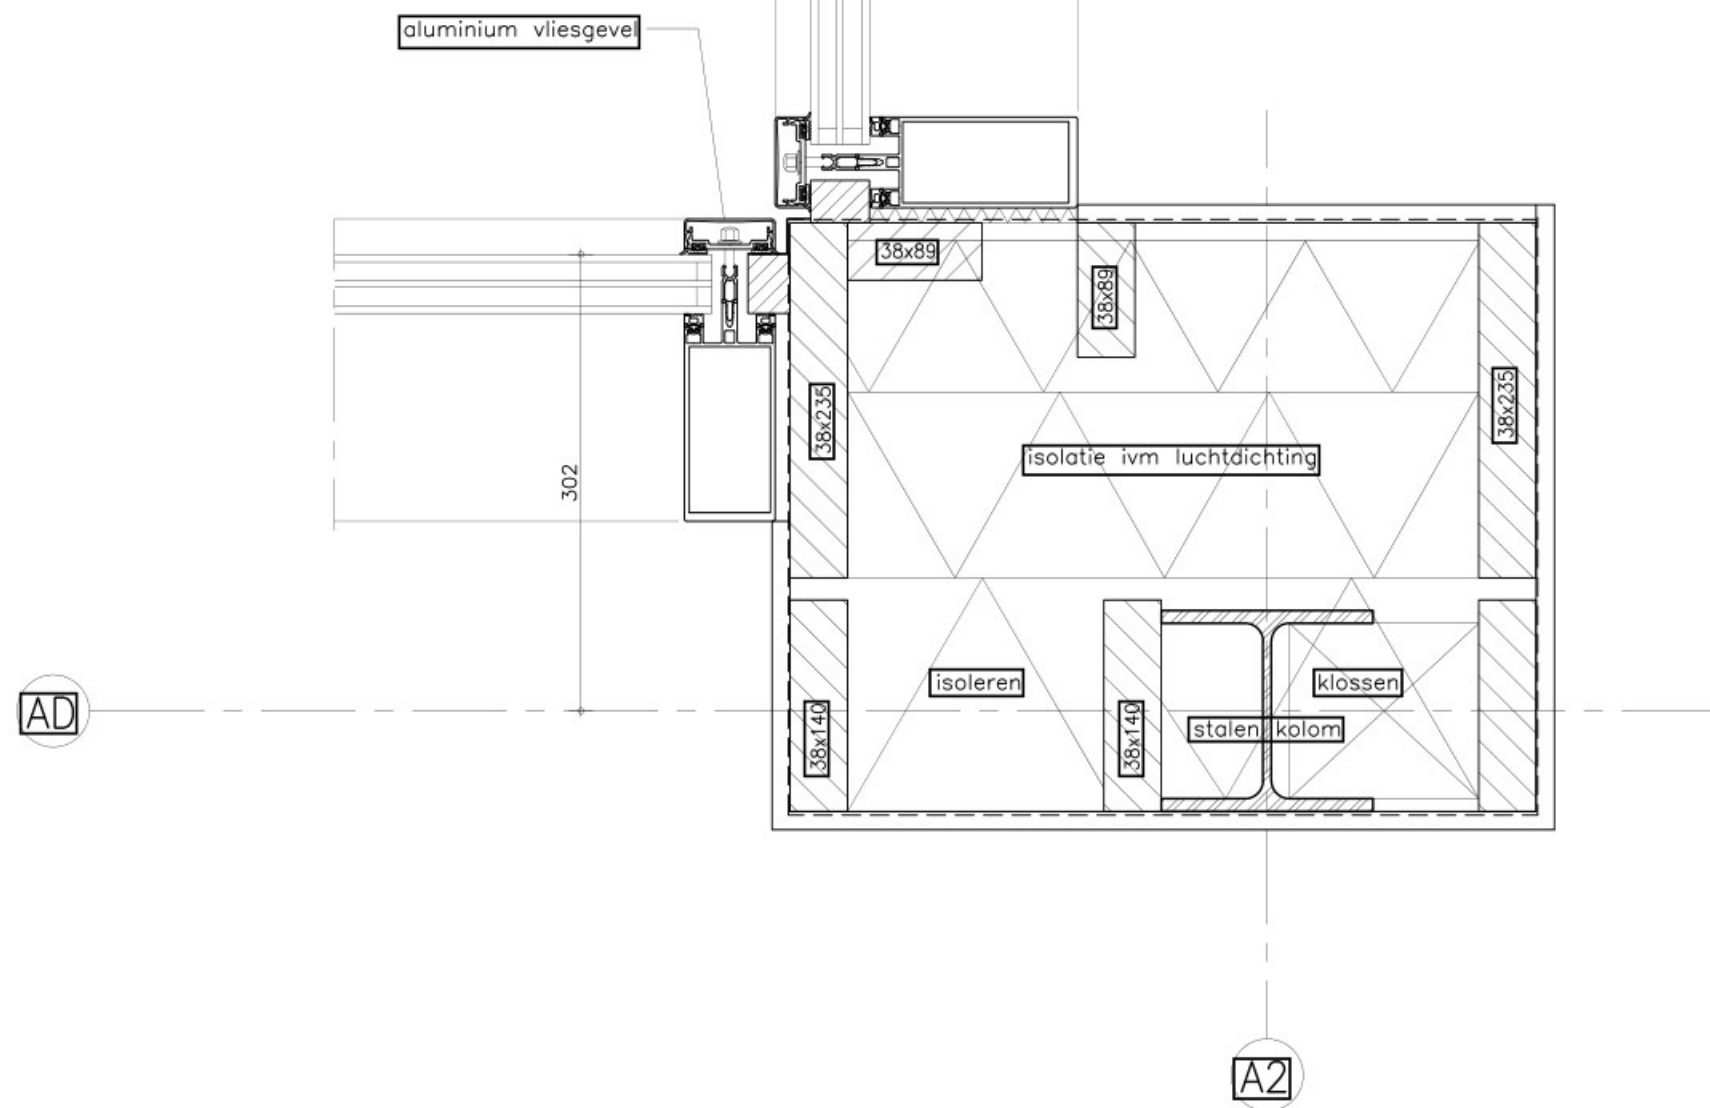 aluminium vliesgevel
38x89
38x89
38x235
38x235
isolatie ivm luchtdichting
302
isoleren
klossen
AD
38x140
38x140
stalen kolom
A2